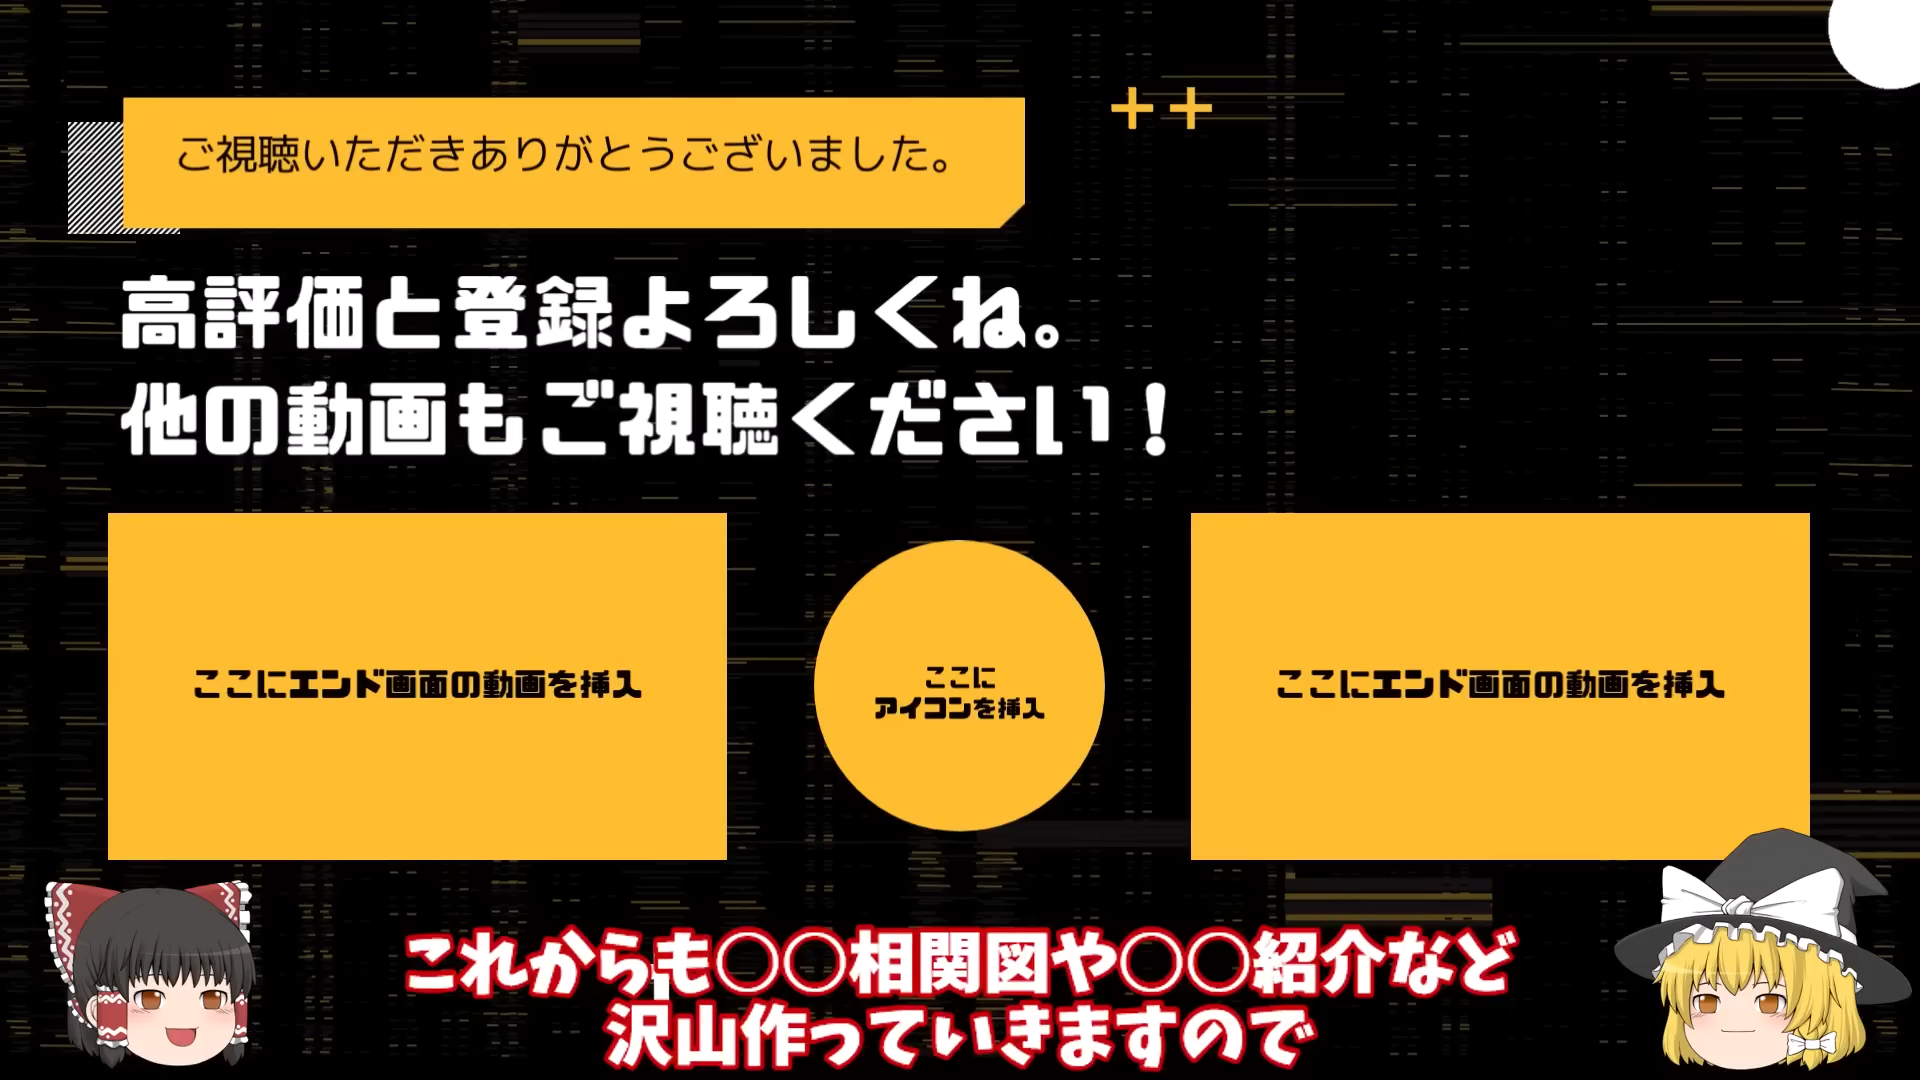 ご視聴いただきありがとうございました。
高評価と登録よろしくね。
他の動画もご視聴ください!
ここにエンド画面の動画を挿入
ここに
アイコンを挿入
ここにエンド画面の動画を挿入
これからも○○相関図や○○紹介など
沢山作っていきますので